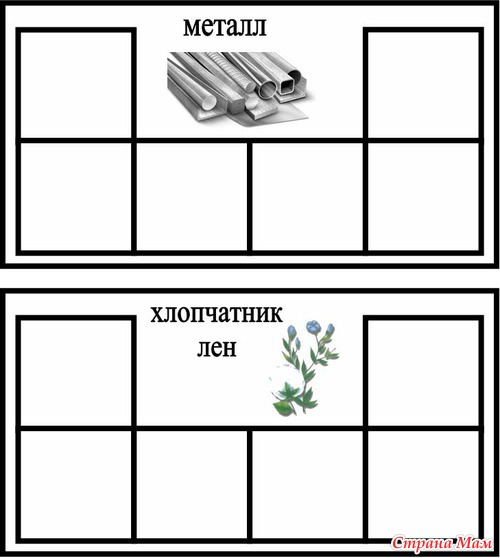 металл
хлопчатник
лен
Страна Мам